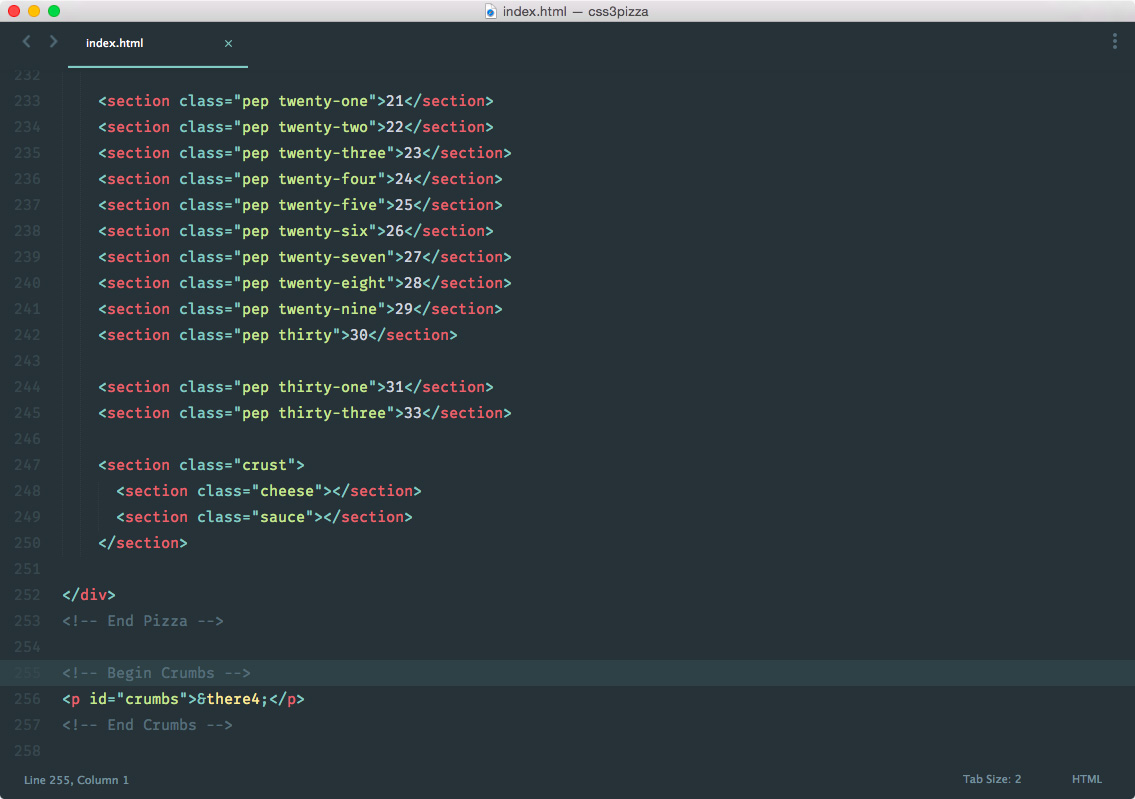 index.html — css3pizza
index.html
232
233 <section class="pep twenty-one">21</section>
234 <section class="pep twenty-two">22</section>
235 <section class="pep twenty-three">23</section>
236 <section class="pep twenty-four">24</section>
237 <section class="pep twenty-five">25</section>
238 <section class="pep twenty-six">26</section>
239 <section class="pep twenty-seven">27</section>
240 <section class="pep twenty-eight">28</section>
241 <section class="pep twenty-nine">29</section>
242 <section class="pep thirty">30</section>
243
244 <section class="pep thirty-one">31</section>
245 <section class="pep thirty-three">33</section>
246
247 <section class="crust">
248 <section class="cheese"></section>
249 <section class="sauce"></section>
250 </section>
251
252 </div>
253 <!-- End Pizza -->
254
255 <!-- Begin Crumbs -->
256 <p id="crumbs">&there4;</p>
257 <!-- End Crumbs -->
258
Line 255, Column 1 Tab Size: 2 HTML